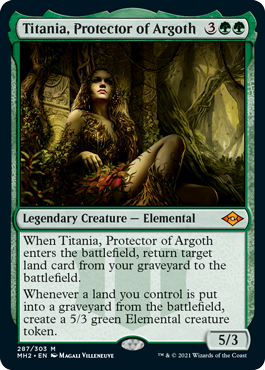 Titania, Protector of Argoth 3
Legendary Creature — Elemental
When Titania, Protector of Argoth
enters the battlefield, return target
land card from your graveyard to the
battlefield.
Whenever a land you control is put
into a graveyard from the battlefield,
create a 5/3 green Elemental creature
token.
5/3
287/303 M
MH2 • EN MAGALI VILLENEUVE
™ & © 2021 Wizards of the Coast